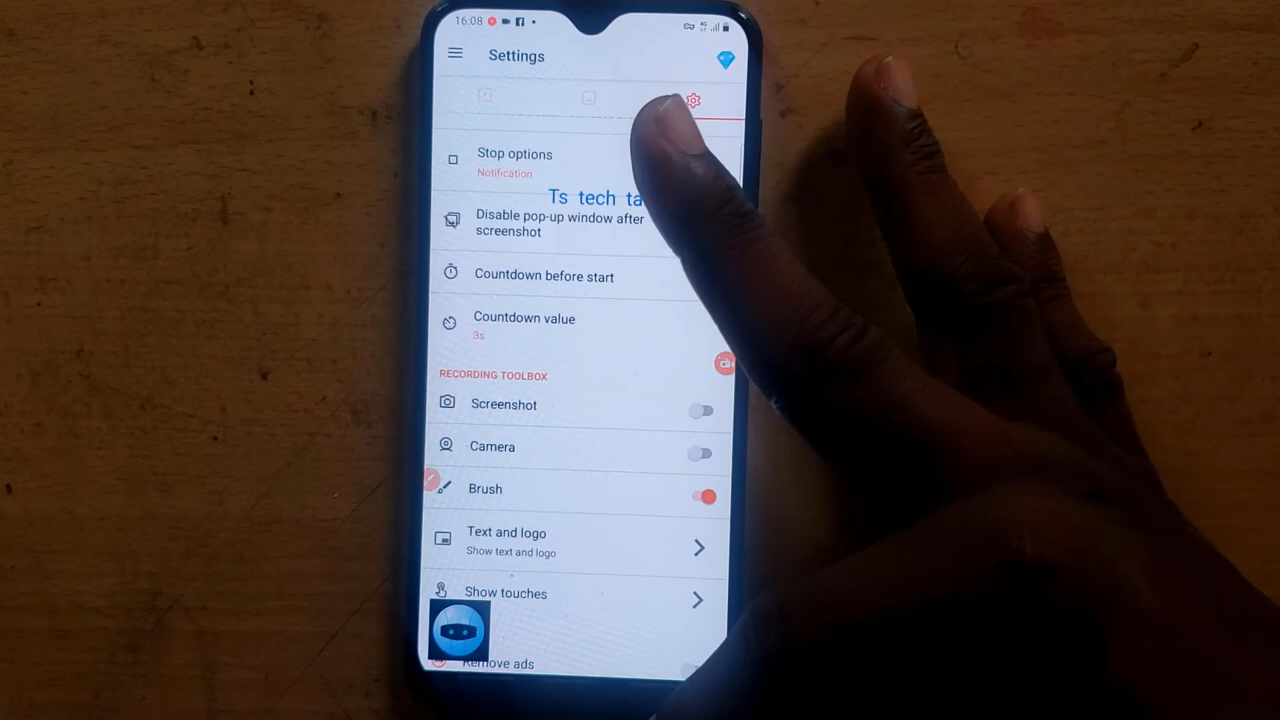 16:08
Settings
Stop options
Notification
Ts tech ta
Disable pop-up window after
screenshot
Countdown before start
Countdown value
3s
RECORDING TOOLBOX
Screenshot
Camera
Brush
Text and logo
Show text and logo
Show touches
Remove ads